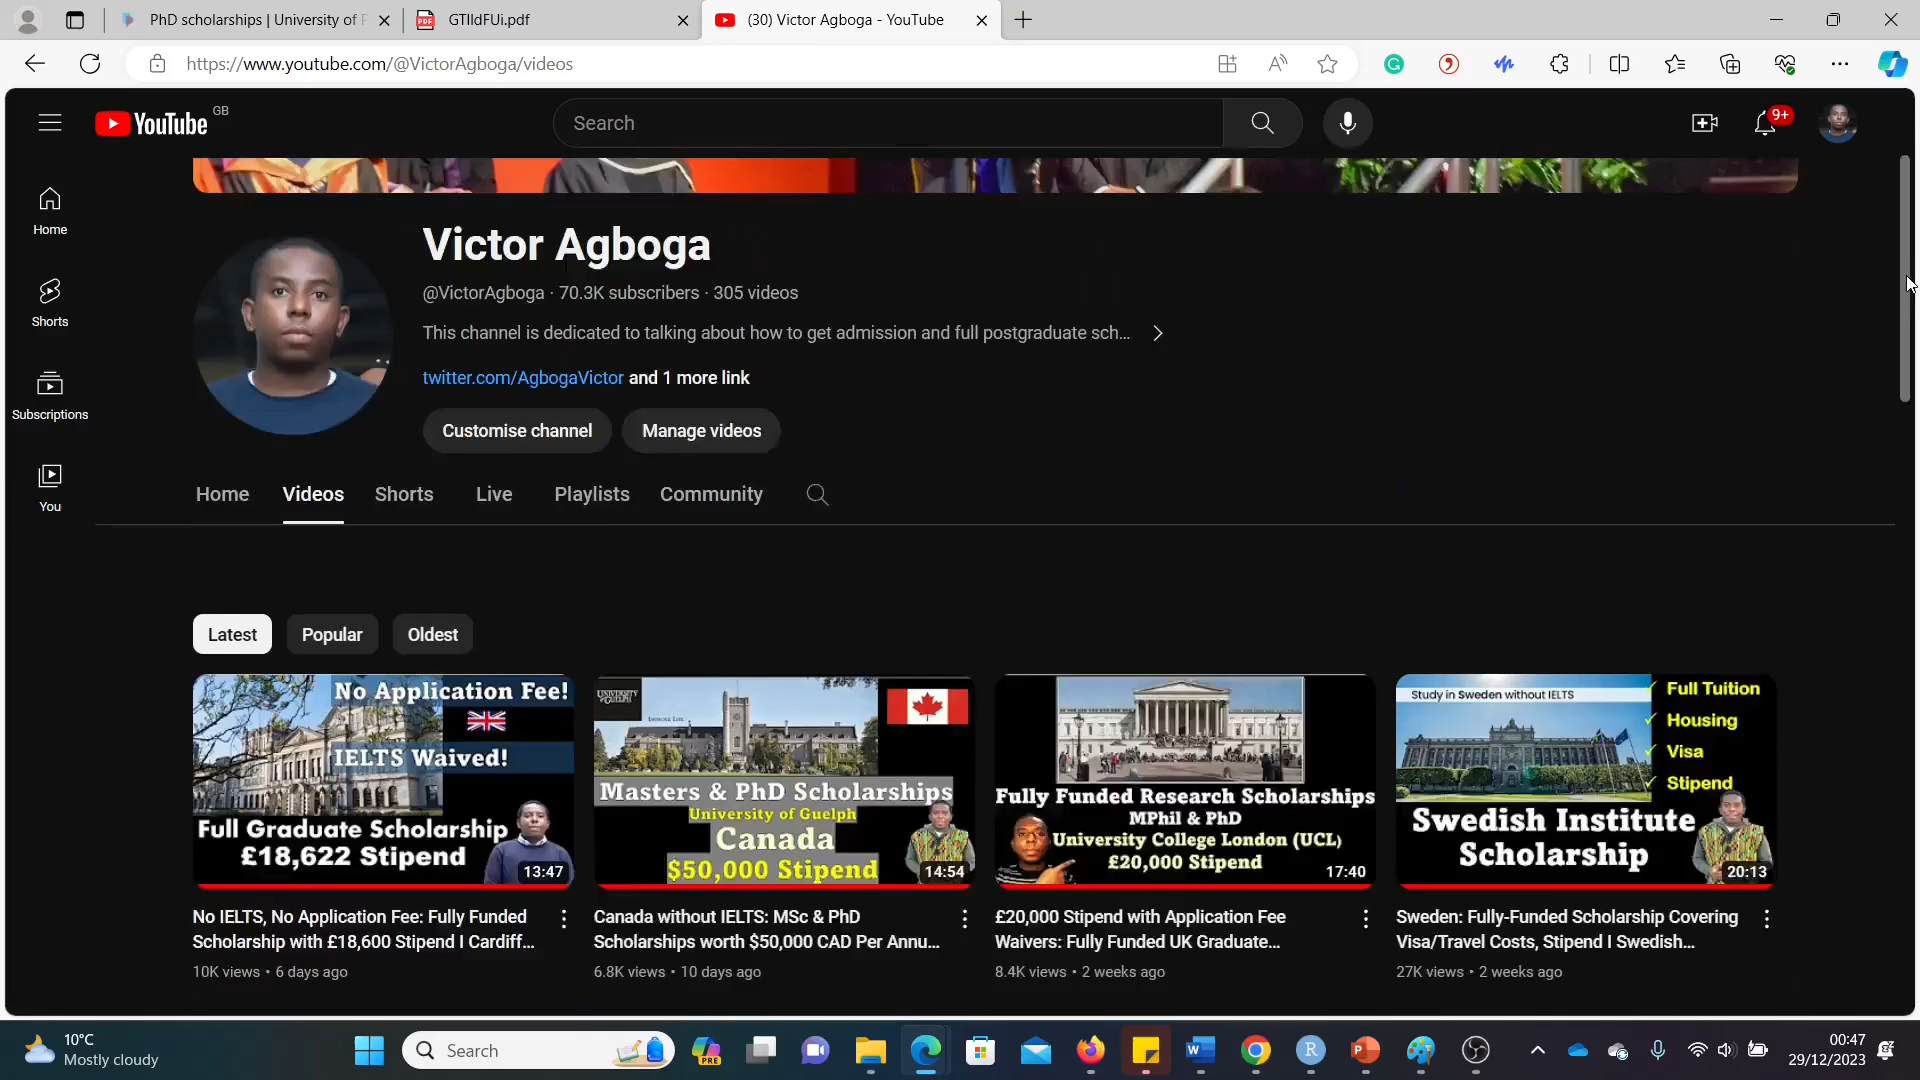 PhD scholarships | University of P
GTIldFUi.pdf
(30) Victor Agboga - YouTube
https://www.youtube.com/@VictorAgboga/videos
YouTube GB
Search
9+
Home
Shorts
Subscriptions
You
Victor Agboga
@VictorAgboga · 70.3K subscribers · 305 videos
This channel is dedicated to talking about how to get admission and full postgraduate sch...
twitter.com/AgbogaVictor and 1 more link
Customise channel
Manage videos
Home
Videos
Shorts
Live
Playlists
Community
Latest
Popular
Oldest
No Application Fee!
IELTS Waived!
Full Graduate Scholarship
£18,622 Stipend
13:47
No IELTS, No Application Fee: Fully Funded
Scholarship with £18,600 Stipend I Cardiff...
10K views • 6 days ago
UNIVERSITY
of GUELPH
IMPROVE LIFE.
Masters & PhD Scholarships
University of Guelph
Canada
$50,000 Stipend
14:54
Canada without IELTS: MSc & PhD
Scholarships worth $50,000 CAD Per Annu...
6.8K views • 10 days ago
Fully Funded Research Scholarships
MPhil & PhD
University College London (UCL)
£20,000 Stipend
17:40
£20,000 Stipend with Application Fee
Waivers: Fully Funded UK Graduate...
8.4K views • 2 weeks ago
Study in Sweden without IELTS
✓ Full Tuition
✓ Housing
✓ Visa
✓ Stipend
Swedish Institute
Scholarship
20:13
Sweden: Fully-Funded Scholarship Covering
Visa/Travel Costs, Stipend I Swedish...
27K views • 2 weeks ago
10°C
Mostly cloudy
Search
PRE
00:47
29/12/2023